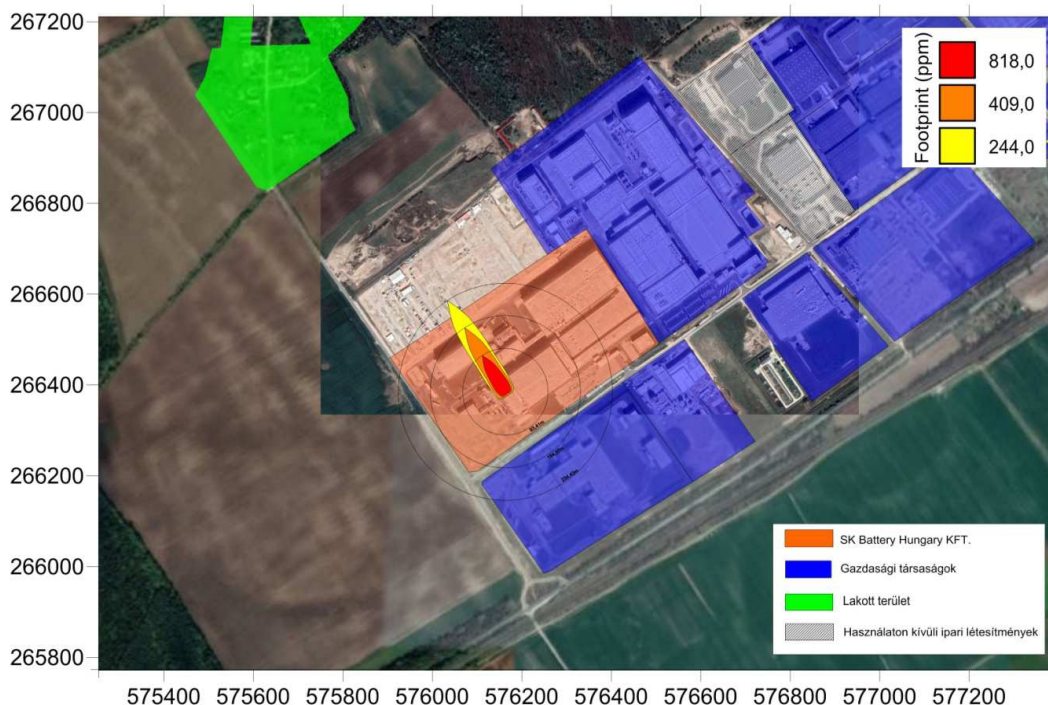 267200
267000
266800
266600
266400
266200
266000
265800
575400 575600 575800 576000 576200 576400 576600 576800 577000 577200
Footprint (ppm)
818,0
409,0
244,0
SK Battery Hungary KFT.
Gazdasági társaságok
Lakott terület
Használaton kívüli ipari létesítmények